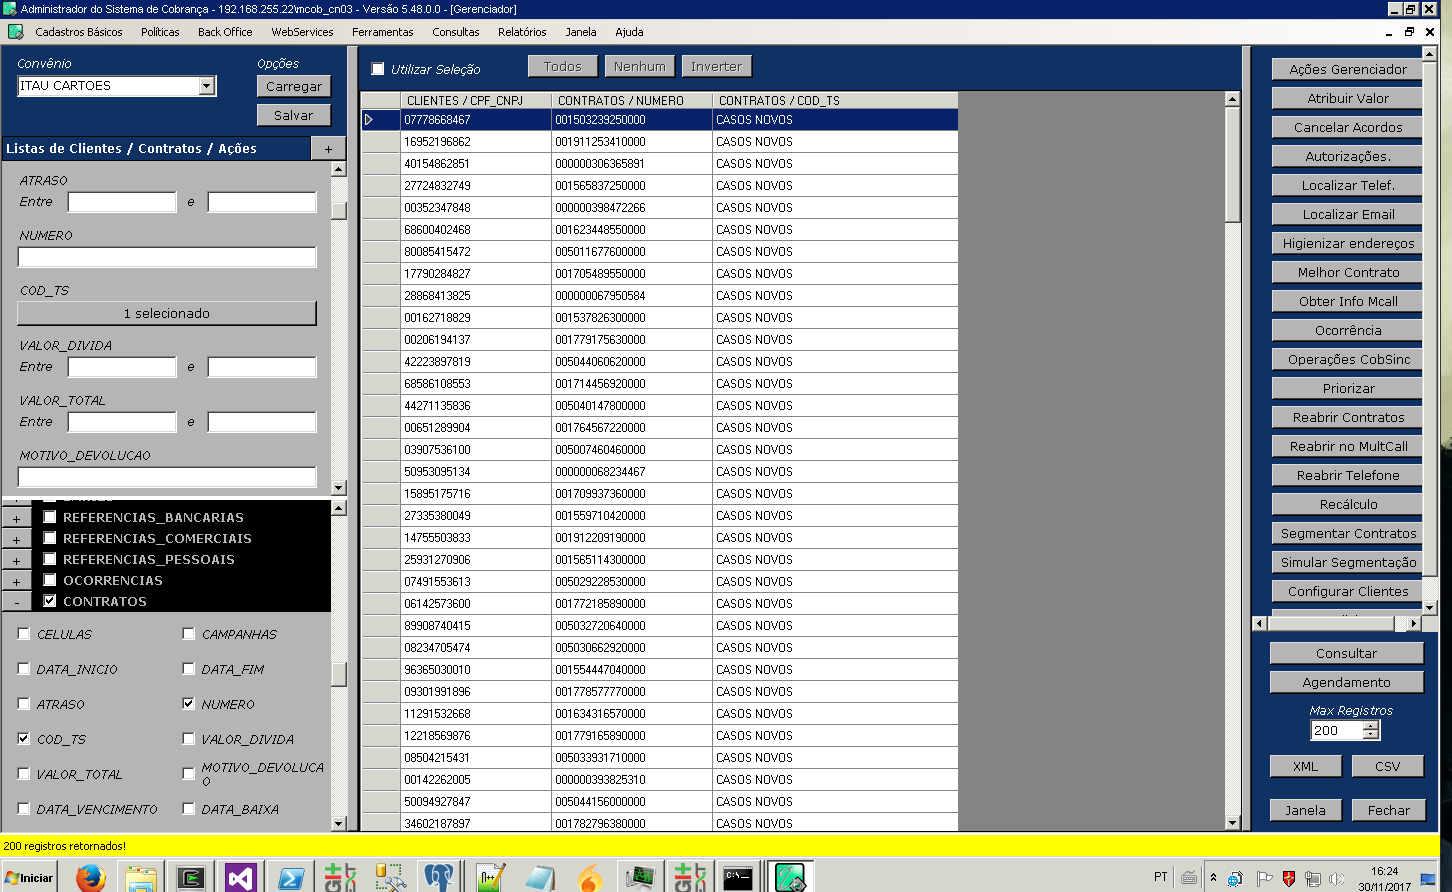 Administrador do Sistema de Cobrança - 192.168.255.22\mcob_cn03 - Versão 5.48.0.0 - [Gerenciador]
Cadastros Básicos Políticas Back Office WebServices Ferramentas Consultas Relatórios Janela Ajuda
Convênio
Opções
ITAU CARTOES
Carregar
Salvar
Listas de Clientes / Contratos / Ações +
ATRASO
Entre e
NUMERO
COD_TS
1 selecionado
VALOR_DIVIDA
Entre e
VALOR_TOTAL
Entre e
MOTIVO_DEVOLUCAO
+ REFERENCIAS_BANCARIAS
+ REFERENCIAS_COMERCIAIS
+ REFERENCIAS_PESSOAIS
+ OCORRENCIAS
- CONTRATOS
CELULAS CAMPANHAS
DATA_INICIO DATA_FIM
ATRASO NUMERO
COD_TS VALOR_DIVIDA
VALOR_TOTAL MOTIVO_DEVOLUCA
O
DATA_VENCIMENTO DATA_BAIXA
Utilizar Seleção Todos Nenhum Inverter
CLIENTES / CPF_CNPJ CONTRATOS / NUMERO CONTRATOS / COD_TS
07778668467 001503239250000 CASOS NOVOS
16952196862 001911253410000 CASOS NOVOS
40154862851 000000306365891 CASOS NOVOS
27724832749 001565837250000 CASOS NOVOS
00352347848 000000398472266 CASOS NOVOS
68600402468 001623448550000 CASOS NOVOS
80085415472 005011677600000 CASOS NOVOS
17790284827 001705489550000 CASOS NOVOS
28868413825 000000067950584 CASOS NOVOS
00162718829 001537826300000 CASOS NOVOS
00206194137 001779175630000 CASOS NOVOS
42223897819 005044060620000 CASOS NOVOS
68586108553 001714456920000 CASOS NOVOS
44271135836 005040147800000 CASOS NOVOS
00651289904 001764567220000 CASOS NOVOS
03907536100 005007460460000 CASOS NOVOS
50953095134 000000068234467 CASOS NOVOS
15895175716 001709937360000 CASOS NOVOS
27335380049 001559710420000 CASOS NOVOS
14755503833 001912209190000 CASOS NOVOS
25931270906 001565114300000 CASOS NOVOS
07491553613 005029228530000 CASOS NOVOS
06142573600 001772185890000 CASOS NOVOS
89908740415 005032720640000 CASOS NOVOS
08234705474 005030662920000 CASOS NOVOS
96365030010 001554447040000 CASOS NOVOS
09301991896 001778577770000 CASOS NOVOS
11291532668 001634316570000 CASOS NOVOS
12218569876 001779165890000 CASOS NOVOS
08504215431 005033931710000 CASOS NOVOS
00142262005 000000393825310 CASOS NOVOS
50094927847 005044156000000 CASOS NOVOS
34602187897 001782796380000 CASOS NOVOS
Ações Gerenciador
Atribuir Valor
Cancelar Acordos
Autorizações.
Localizar Telef.
Localizar Email
Higienizar endereços
Melhor Contrato
Obter Info Mcall
Ocorrência
Operações CobSinc
Priorizar
Reabrir Contratos
Reabrir no MultCall
Reabrir Telefone
Recálculo
Segmentar Contratos
Simular Segmentação
Configurar Clientes
Consultar
Agendamento
Max Registros
200
XML CSV
Janela Fechar
200 registros retornados!
Iniciar
PT
16:24
30/11/2017